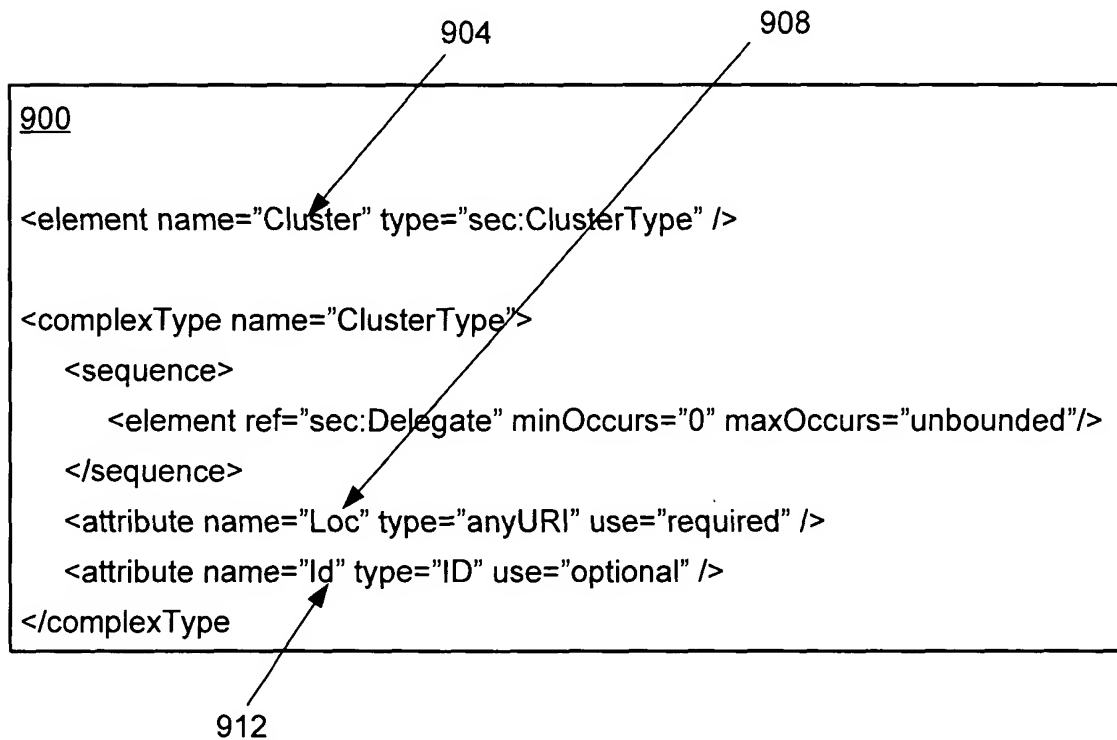 904
908
900
<element name=”Cluster” type=”sec:ClusterType” />
<complexType name=”ClusterType”>
<sequence>
<element ref=”sec:Delegate” minOccurs=”0” maxOccurs=”unbounded”/>
</sequence>
<attribute name=”Loc” type=”anyURI” use=”required” />
<attribute name=”Id” type=”ID” use=”optional” />
</complexType
912